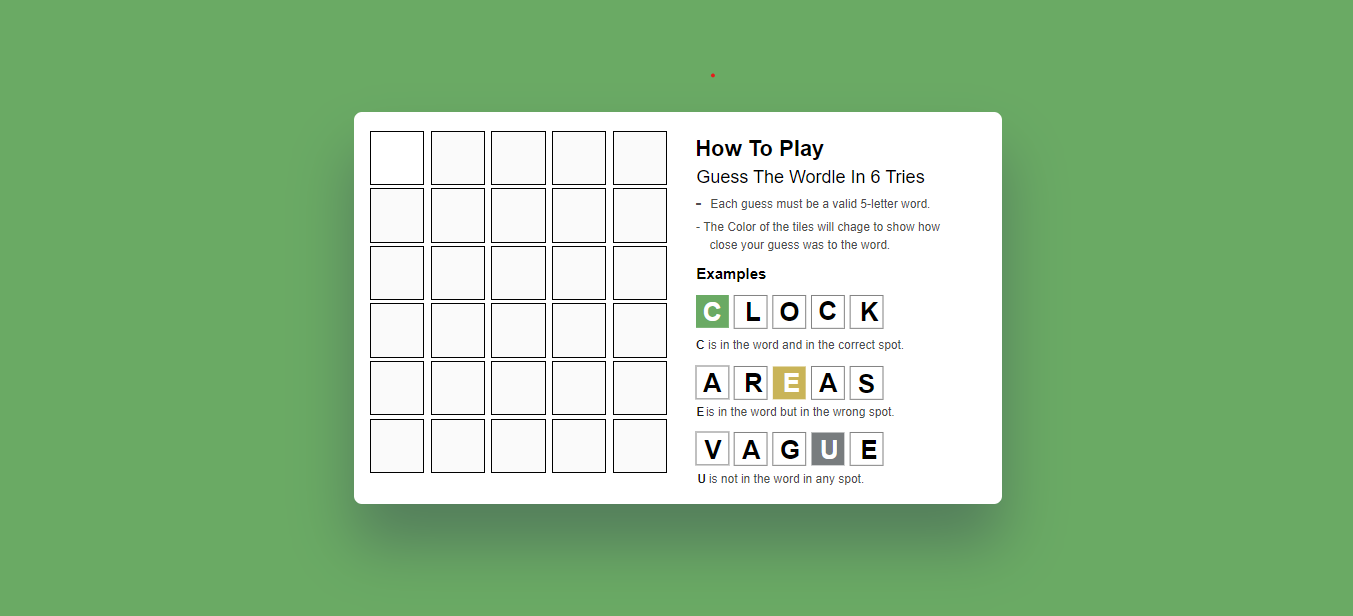 How To Play
Guess The Wordle In 6 Tries
- Each guess must be a valid 5-letter word.
- The Color of the tiles will chage to show how
close your guess was to the word.
Examples
C L O C K
C is in the word and in the correct spot.
A R E A S
E is in the word but in the wrong spot.
V A G U E
U is not in the word in any spot.